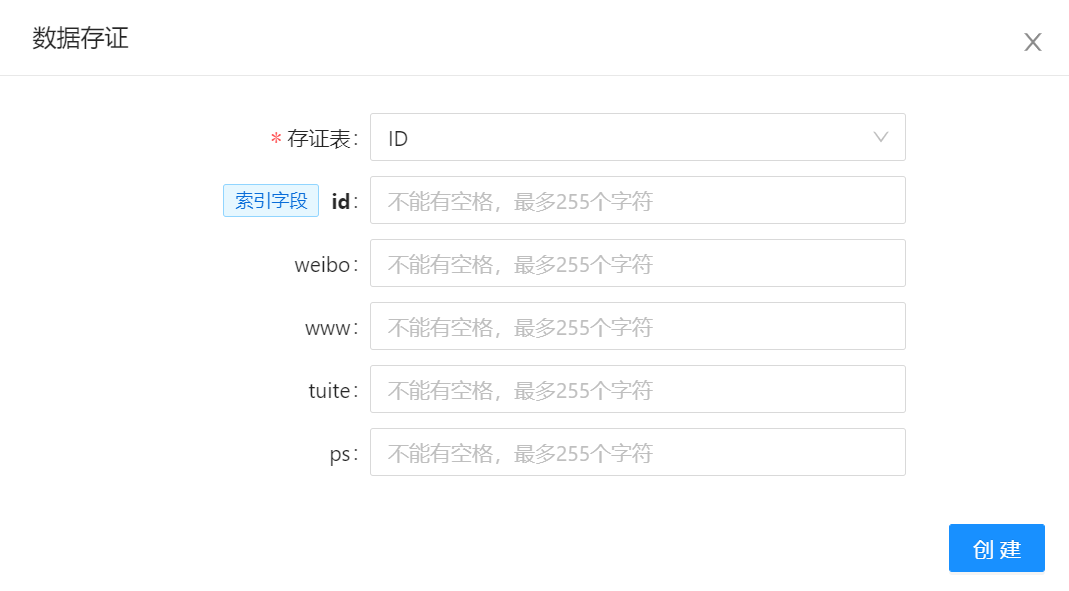 数据存证
* 存证表: ID
索引字段 id: 不能有空格，最多255个字符
weibo: 不能有空格，最多255个字符
www: 不能有空格，最多255个字符
tuite: 不能有空格，最多255个字符
ps: 不能有空格，最多255个字符
创 建